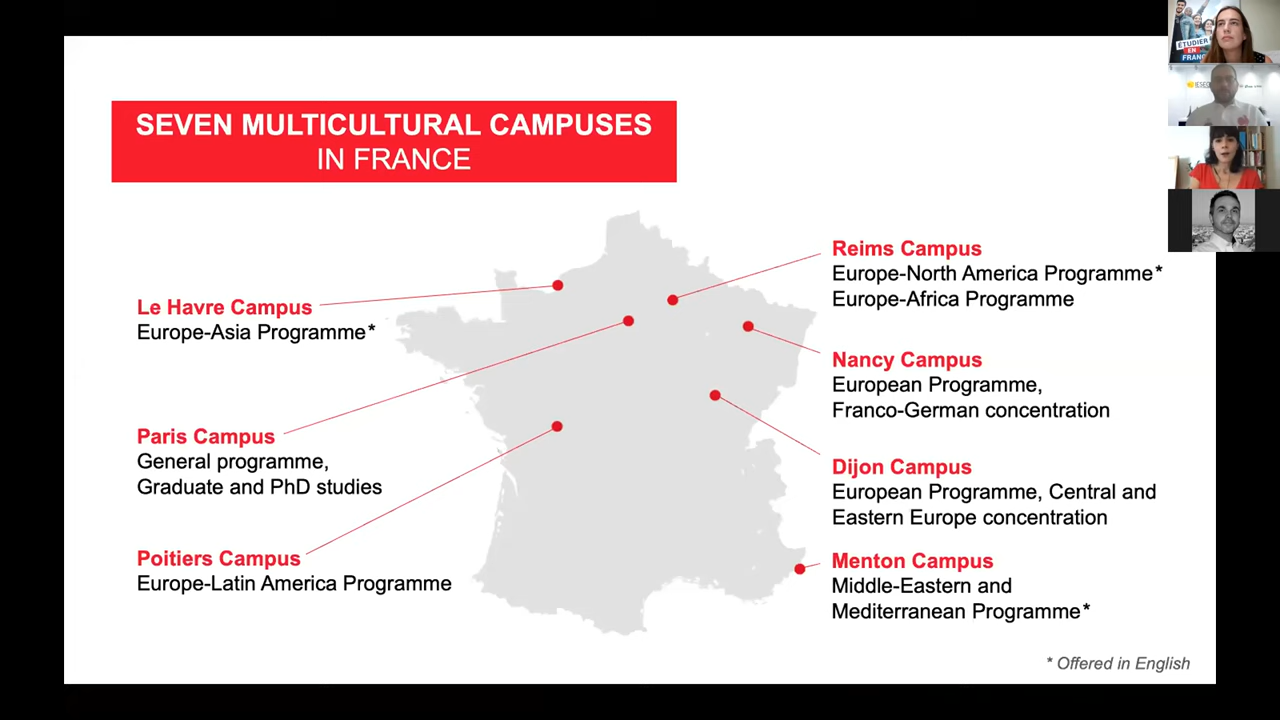 SEVEN MULTICULTURAL CAMPUSES
IN FRANCE
Le Havre Campus
Europe-Asia Programme*
Paris Campus
General programme,
Graduate and PhD studies
Poitiers Campus
Europe-Latin America Programme
Reims Campus
Europe-North America Programme*
Europe-Africa Programme
Nancy Campus
European Programme,
Franco-German concentration
Dijon Campus
European Programme, Central and
Eastern Europe concentration
Menton Campus
Middle-Eastern and
Mediterranean Programme*
* Offered in English
ÉTUDIER
EN